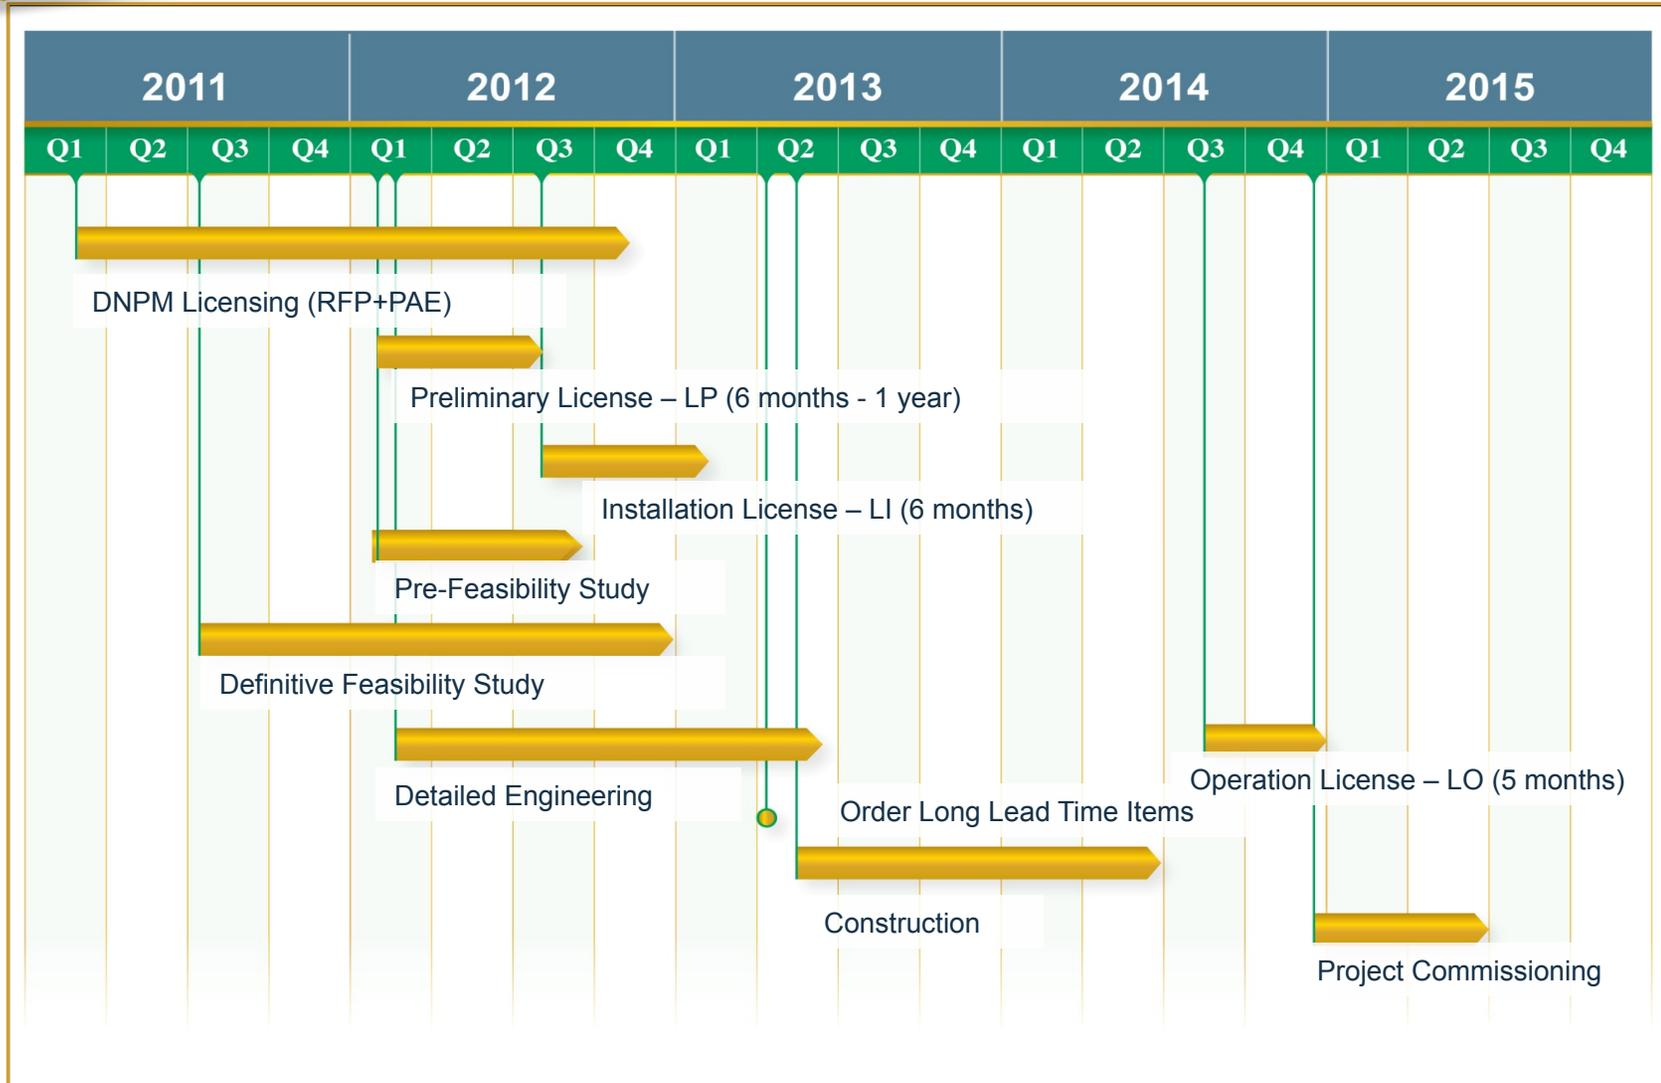 2011 2012 2013 2014 2015
Q1 Q2 Q3 Q4 Q1 Q2 Q3 Q4 Q1 Q2 Q3 Q4 Q1 Q2 Q3 Q4 Q1 Q2 Q3 Q4
DNPM Licensing (RFP+PAE)
Preliminary License – LP (6 months - 1 year)
Installation License – LI (6 months)
Pre-Feasibility Study
Definitive Feasibility Study
Operation License – LO (5 months)
Detailed Engineering
Order Long Lead Time Items
Construction
Project Commissioning